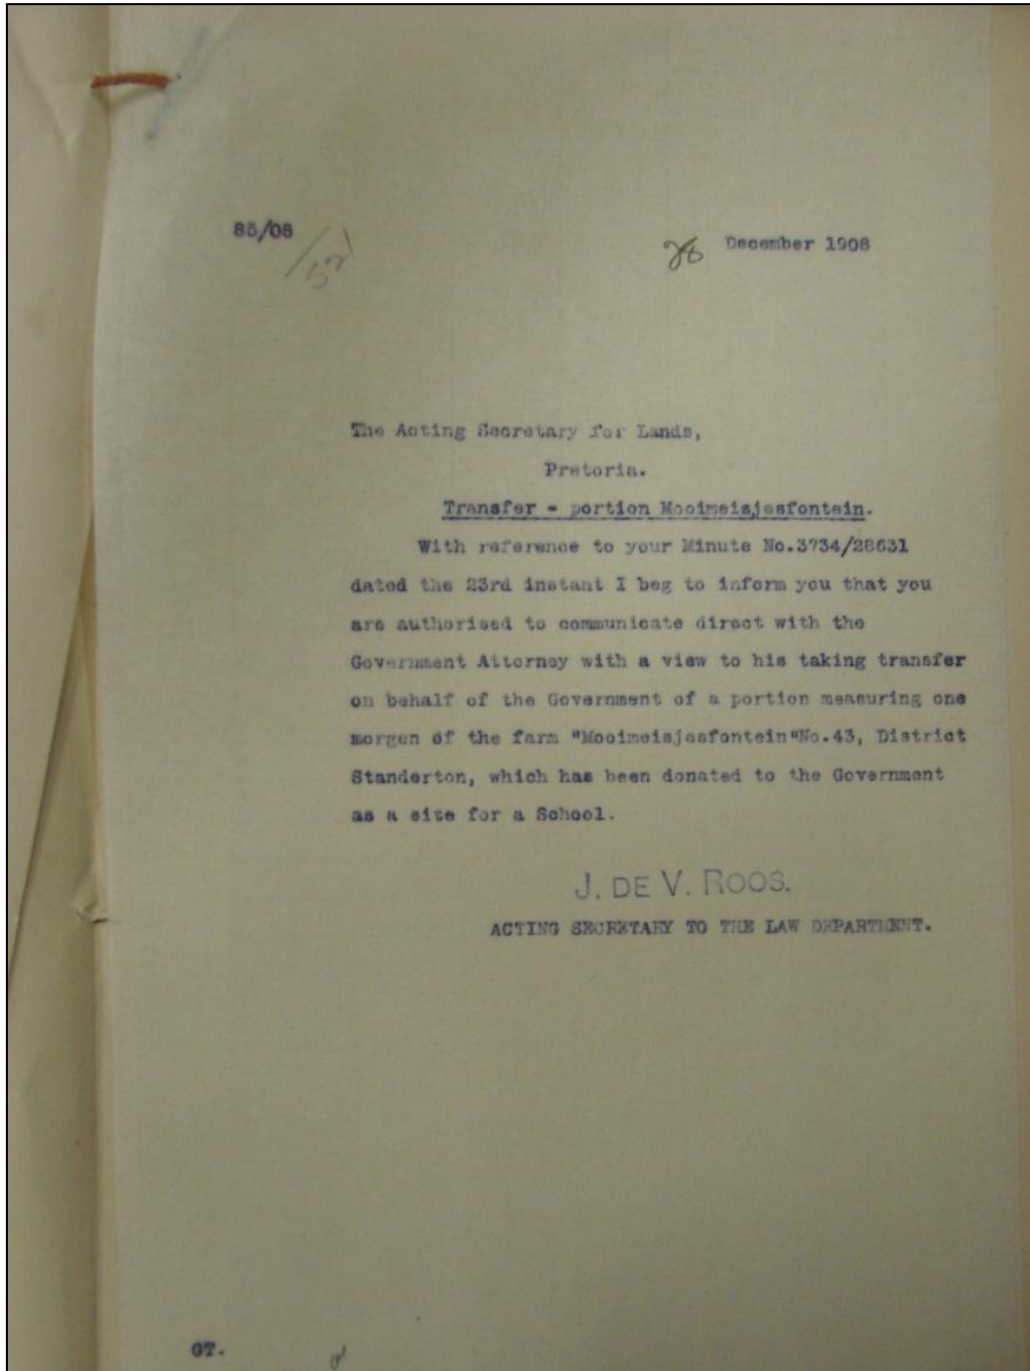 85/08
/521
28 December 1908
The Acting Secretary for Lands,
Pretoria.
Transfer - portion Mooimeisjesfontein.
With reference to your Minute No.3734/28631
dated the 23rd instant I beg to inform you that you
are authorised to communicate direct with the
Government Attorney with a view to his taking transfer
on behalf of the Government of a portion measuring one
morgen of the farm "Mooimeisjesfontein"No.43, District
Standerton, which has been donated to the Government
as a site for a School.
J. DE V. ROOS.
ACTING SECRETARY TO THE LAW DEPARTMENT.
GT.